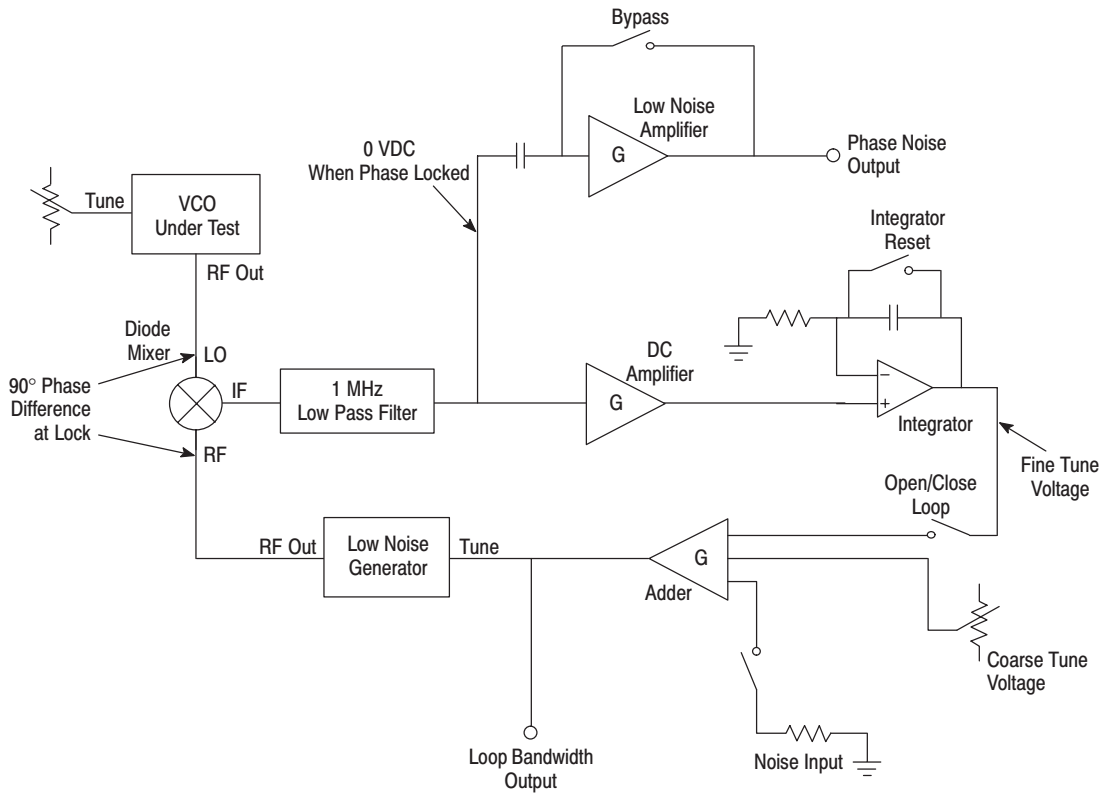 Bypass
Low Noise
Amplifier
G
Phase Noise
Output
0 VDC
When Phase Locked
Tune
VCO
Under Test
RF Out
Integrator
Reset
Diode
Mixer
LO
90° Phase
Difference
at Lock
IF
RF
1 MHz
Low Pass Filter
DC
Amplifier
G
−
+
Integrator
Fine Tune
Voltage
Open/Close
Loop
RF Out
Low Noise
Generator
Tune
G
Adder
Coarse Tune
Voltage
Noise Input
Loop Bandwidth
Output